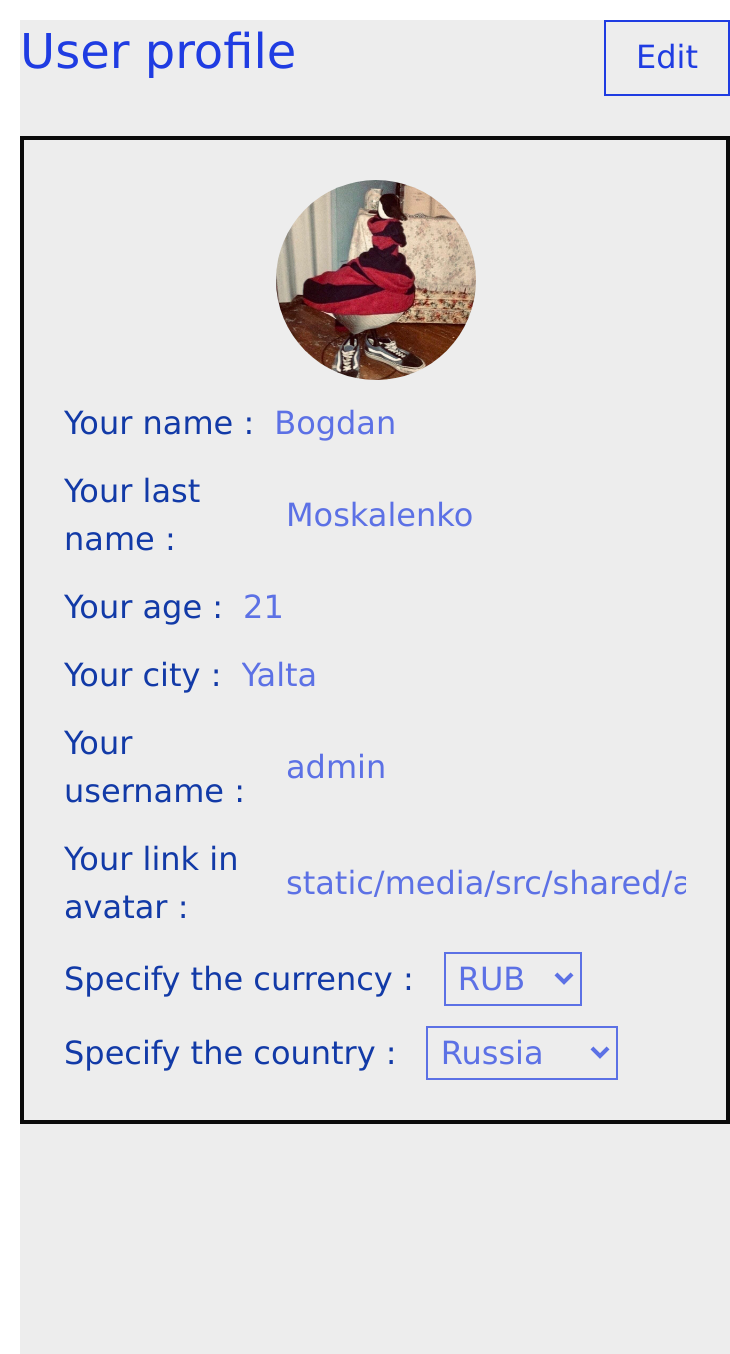 User profile
Edit
Your name : Bogdan
Your last
name :
Moskalenko
Your age : 21
Your city : Yalta
Your
username :
admin
Your link in
avatar :
static/media/src/shared/a
Specify the currency : RUB
Specify the country : Russia